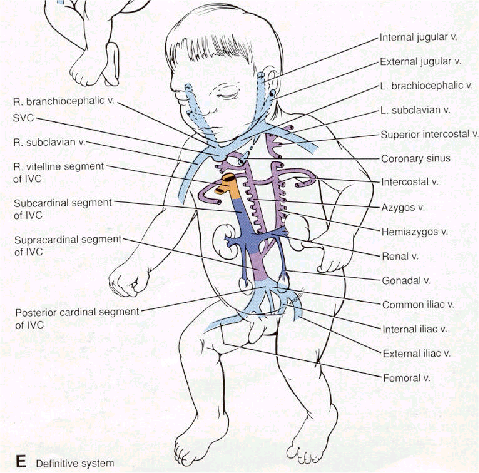 Internal jugular v.
External jugular v.
L. brachiocephalic v.
L. subclavian v.
Superior intercostal v.
Coronary sinus
Intercostal v.
Azygos v.
Hemiazygos v.
Renal v.
Gonadal v.
Common iliac v.
Internal iliac v.
External iliac v.
Femoral v.
R. branchiocephalic v.
SVC
R. subclavian v.
R. vitelline segment
of IVC
Subcardinal segment
of IVC
Supracardinal segment
of IVC
Posterior cardinal segment
of IVC
E Definitive system